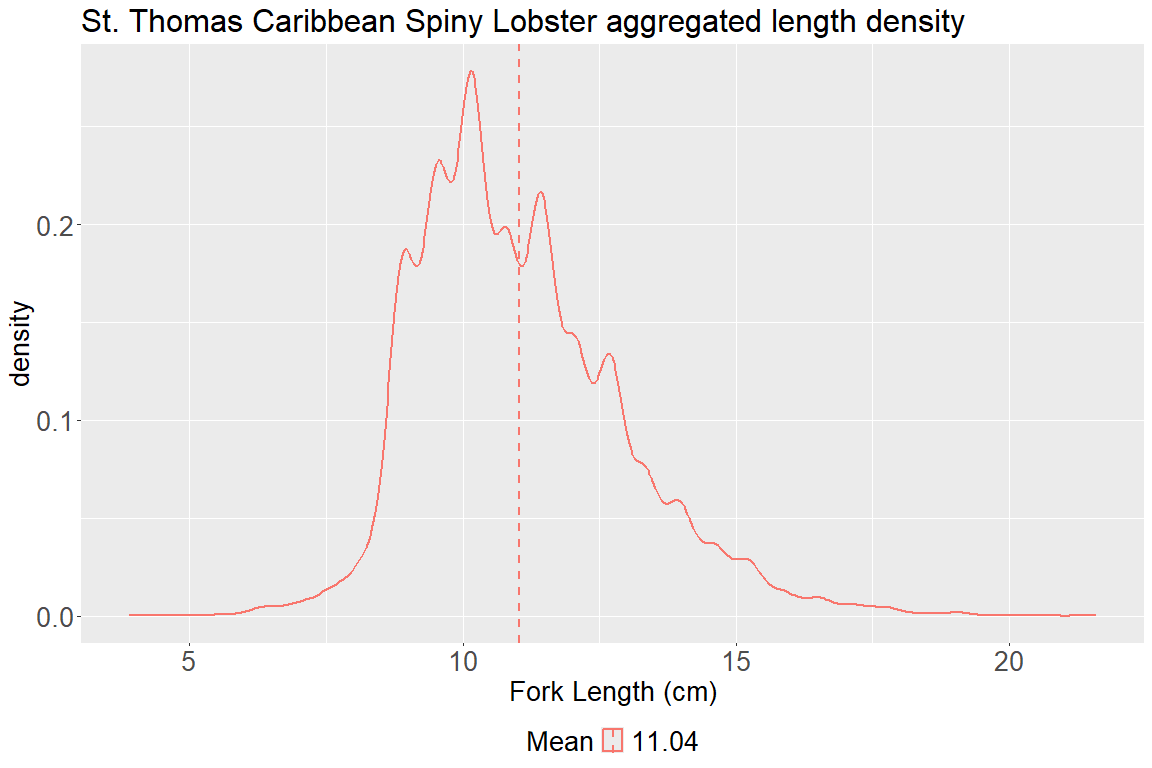 St. Thomas Caribbean Spiny Lobster aggregated length density
density
0.2
0.1
0.0
5 10 15 20
Fork Length (cm)
Mean 11.04